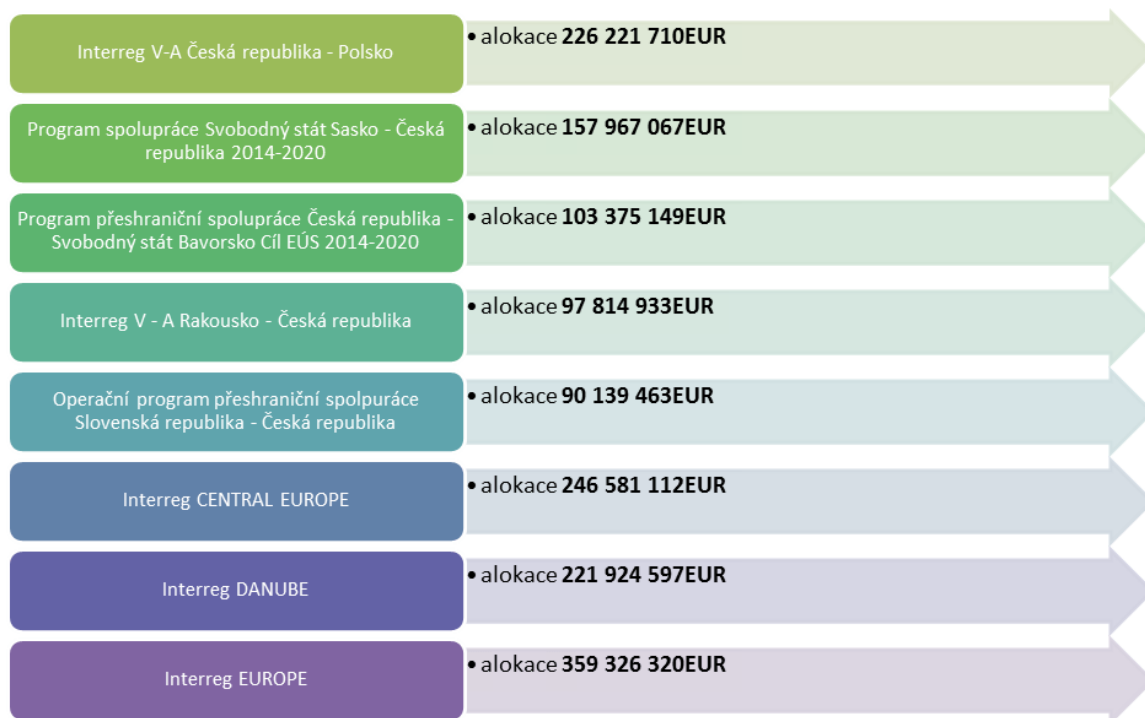 Interreg V-A Česká republika - Polsko
• alokace 226 221 710EUR
Program spolupráce Svobodný stát Sasko - Česká
republika 2014-2020
• alokace 157 967 067EUR
Program přeshraniční spolupráce Česká republika -
Svobodný stát Bavorsko Cíl EÚS 2014-2020
• alokace 103 375 149EUR
Interreg V - A Rakousko - Česká republika
• alokace 97 814 933EUR
Operační program přeshraniční spolpuráce
Slovenská republika - Česká republika
• alokace 90 139 463EUR
Interreg CENTRAL EUROPE
• alokace 246 581 112EUR
Interreg DANUBE
• alokace 221 924 597EUR
Interreg EUROPE
• alokace 359 326 320EUR